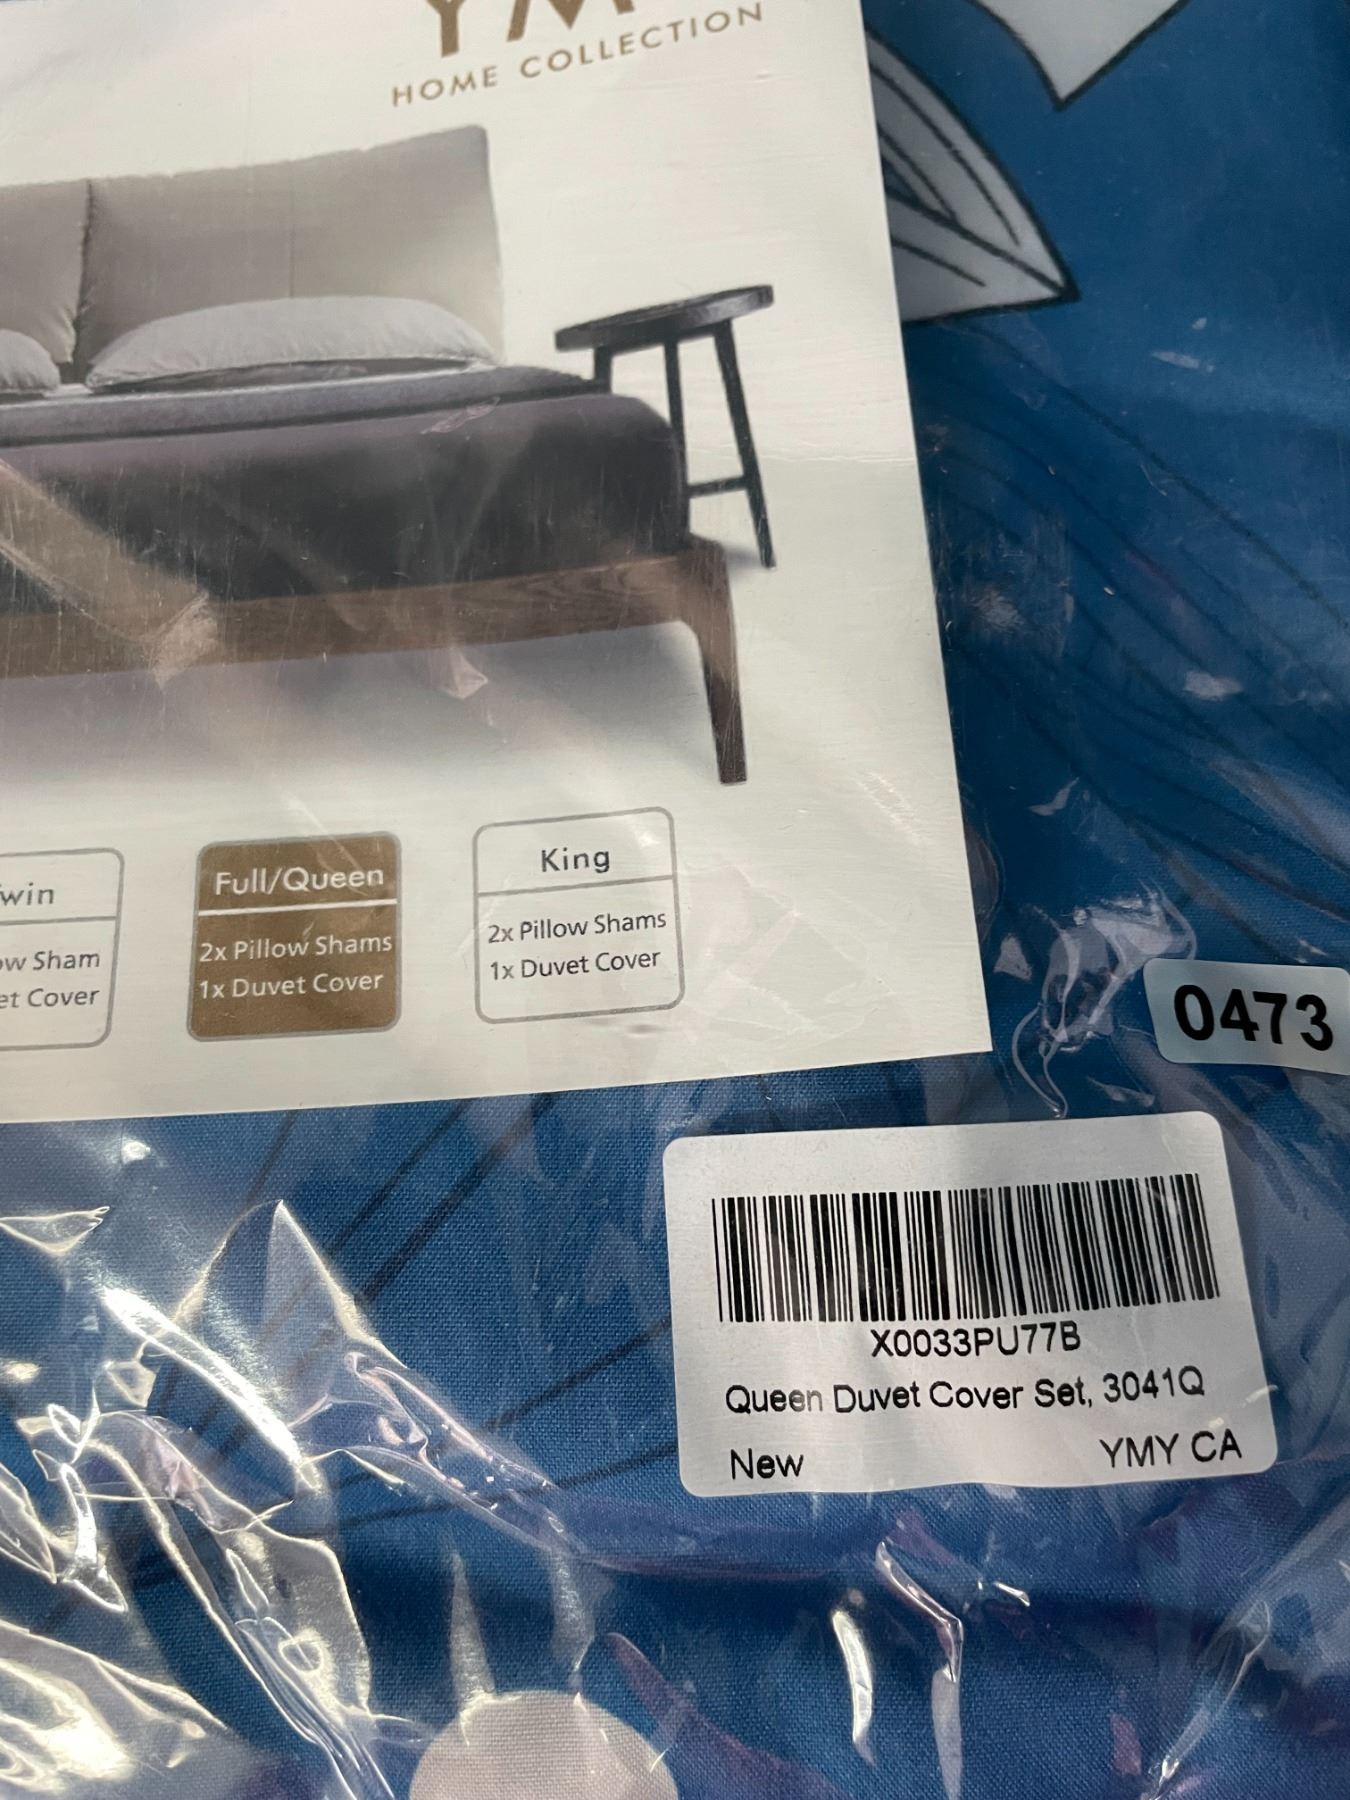 YM
HOME COLLECTION
win
w Sham
et Cover
Full/Queen
2x Pillow Shams
1x Duvet Cover
King
2x Pillow Shams
1x Duvet Cover
0473
X0033PU77B
Queen Duvet Cover Set, 3041Q
New YMY CA